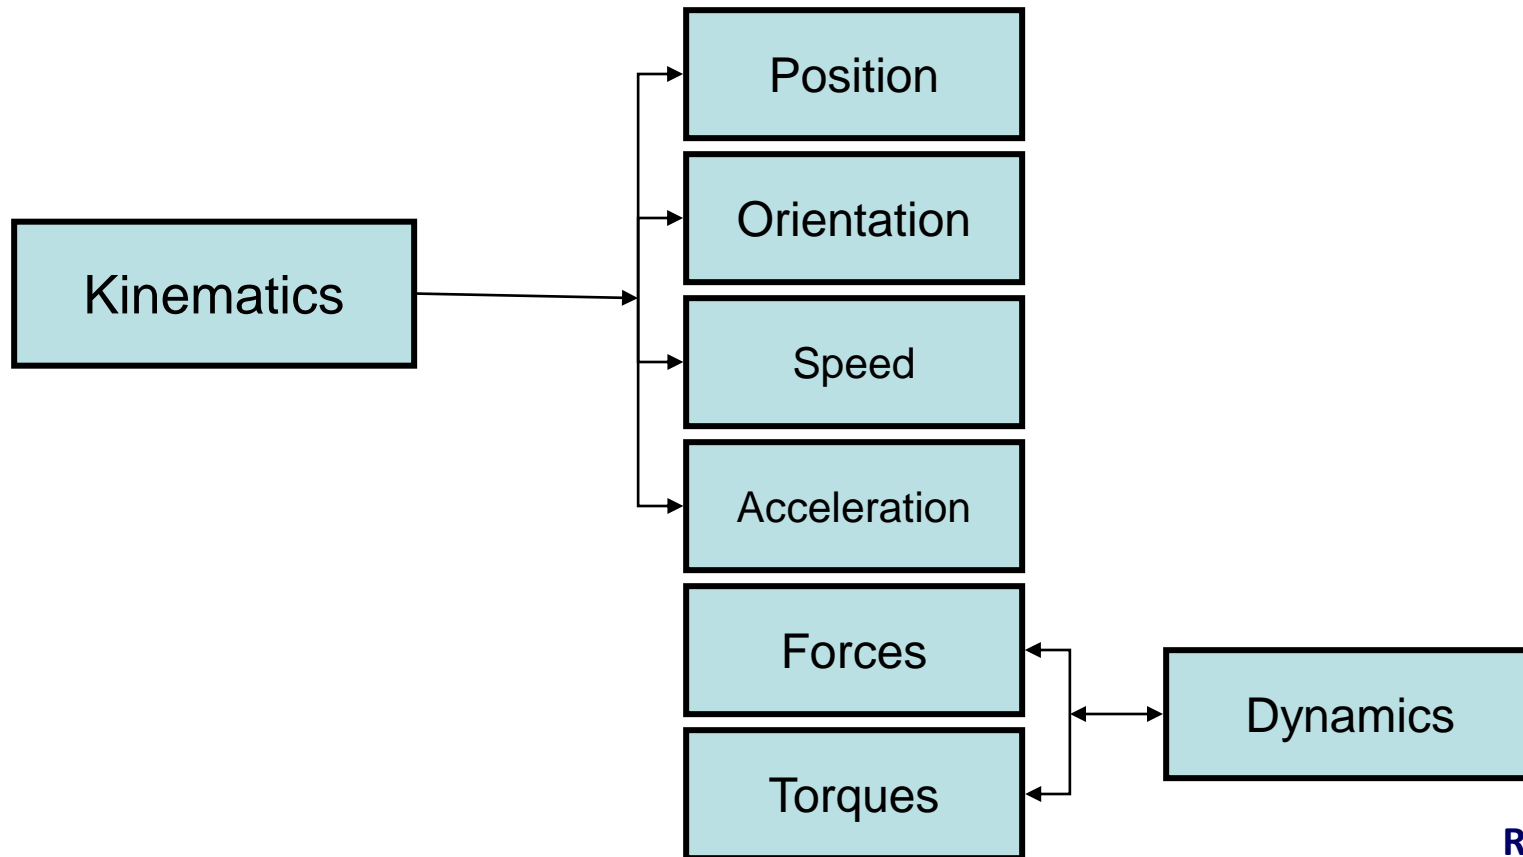 Position
Orientation
Kinematics
Speed
Acceleration
Forces
Dynamics
Torques
R